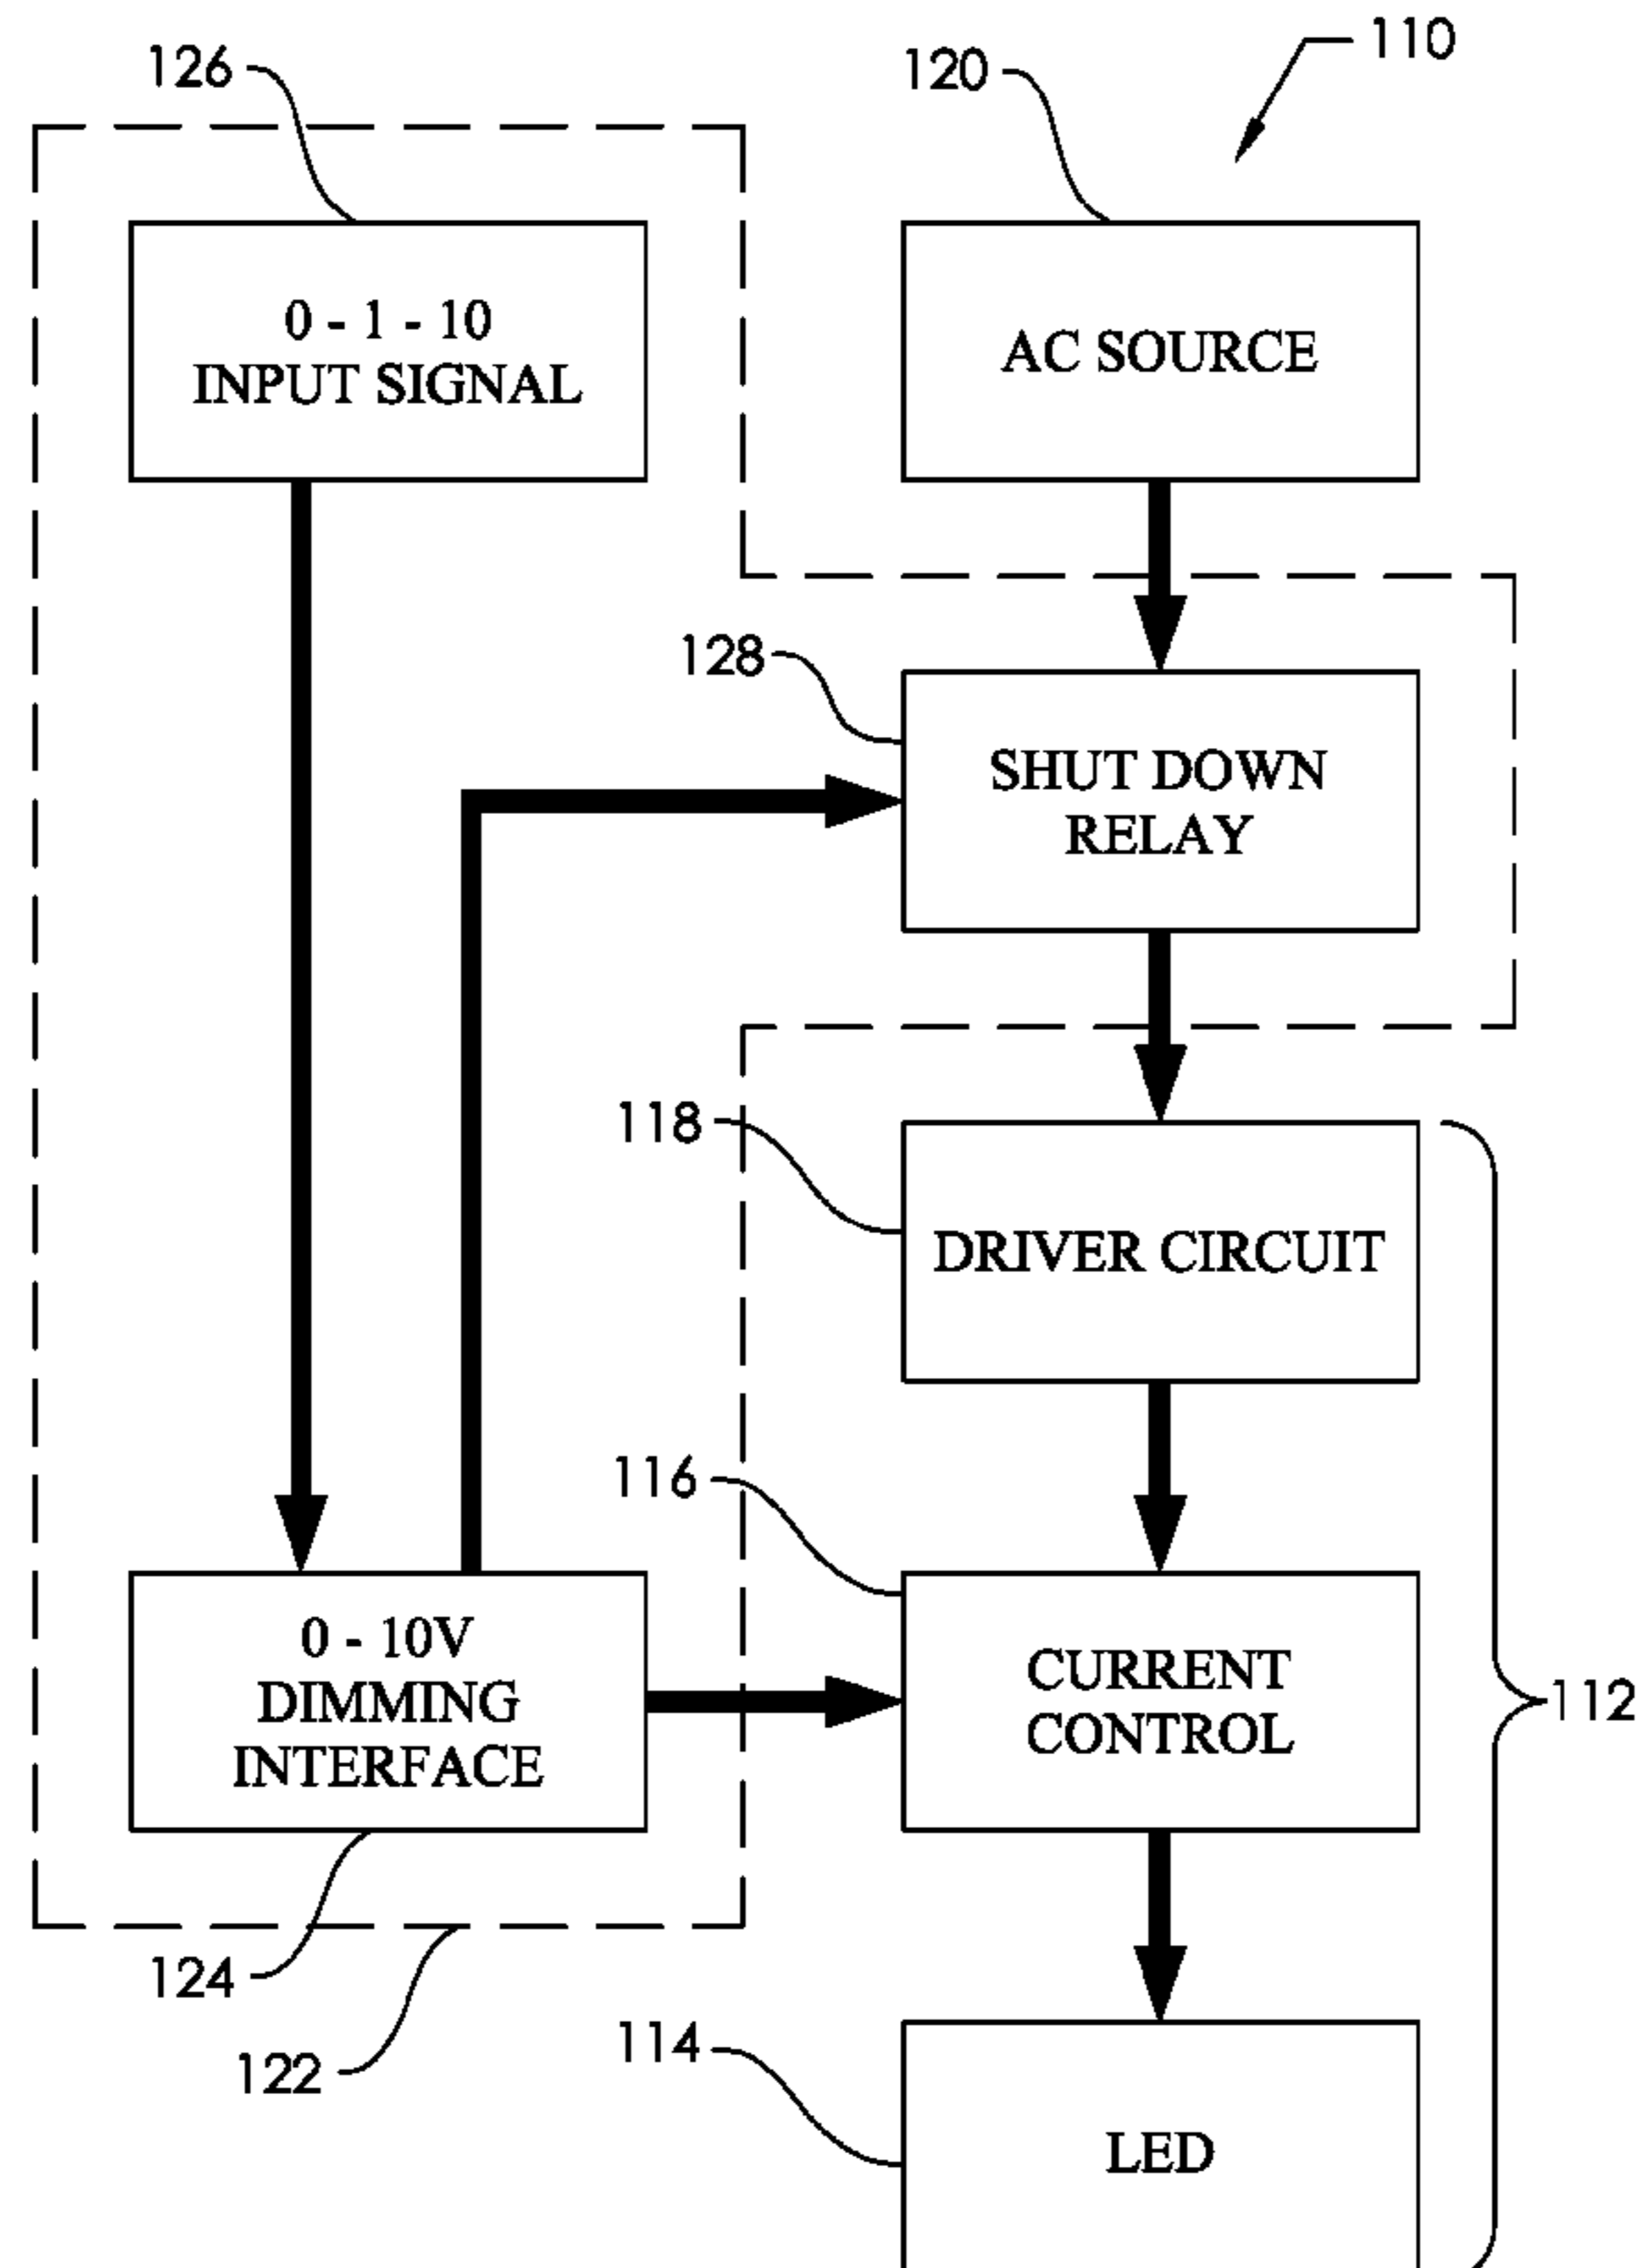 126
120
110
0 - 1 - 10
INPUT SIGNAL
AC SOURCE
128
SHUT DOWN
RELAY
118
DRIVER CIRCUIT
116
0 - 10V
DIMMING
INTERFACE
CURRENT
CONTROL
112
124
122
114
LED